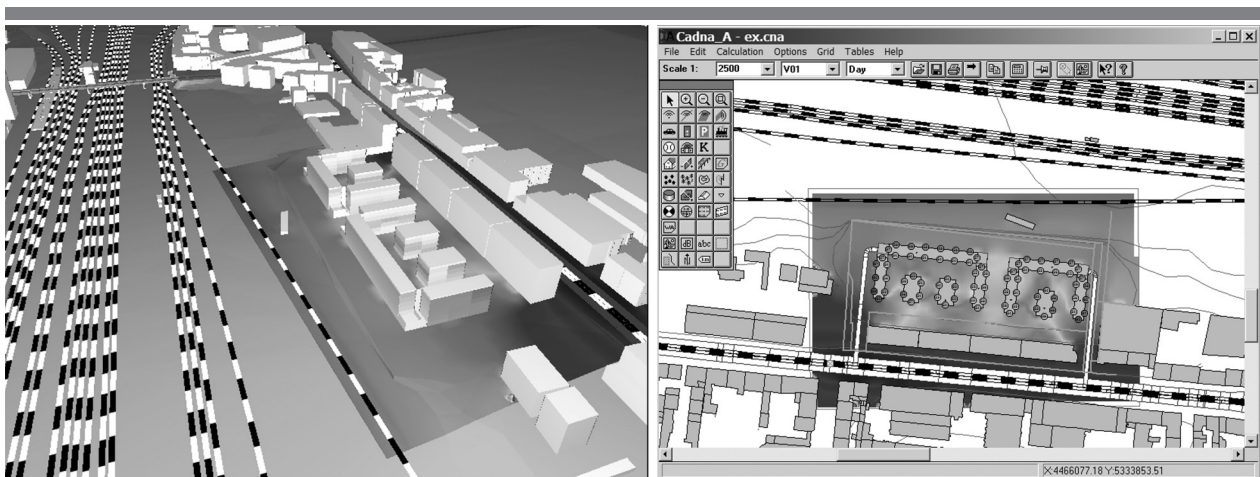 Cadna_A - ex.cna
File Edit Calculation Options Grid Tables Help
Scale 1: 2500 V01 Day
P
K
dB abc
X:4466077.18 Y:5333853.51